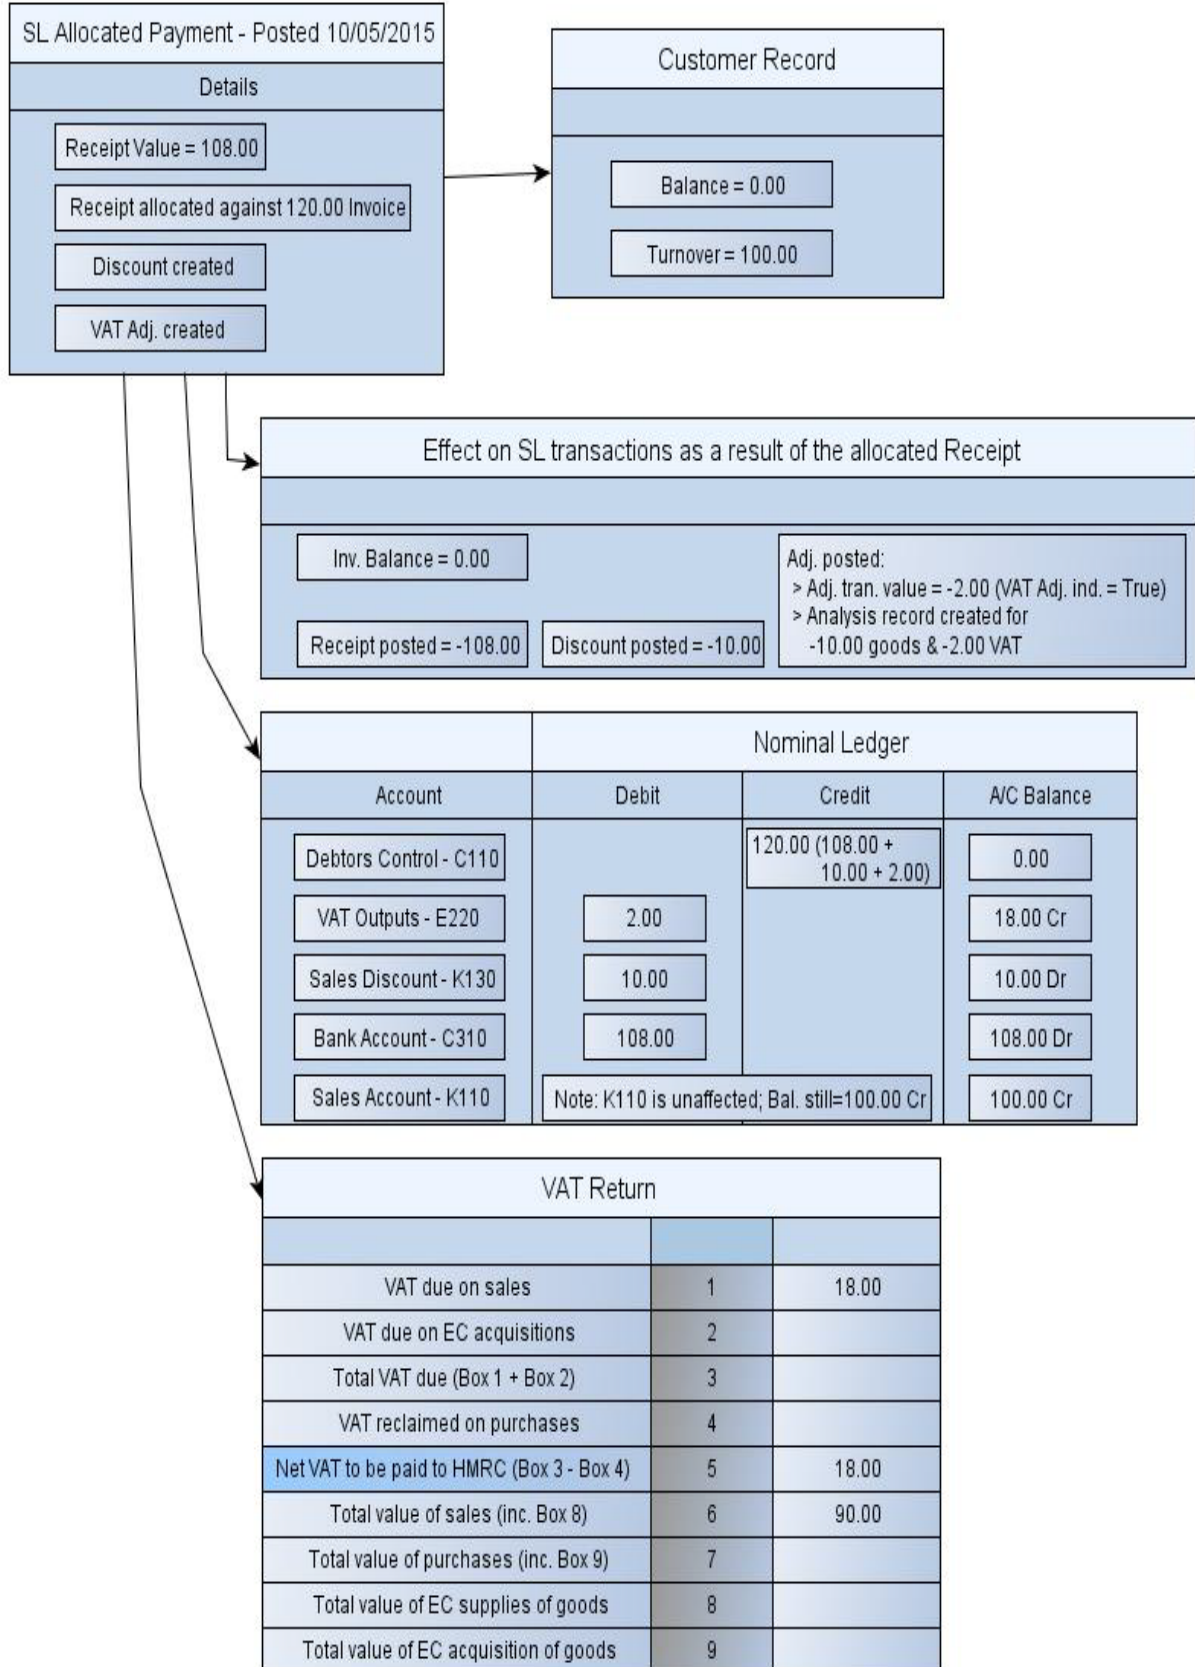 SL Allocated Payment - Posted 10/05/2015
Details
Receipt Value = 108.00
Receipt allocated against 120.00 Invoice
Discount created
VAT Adj. created
Customer Record
Balance = 0.00
Turnover = 100.00
Effect on SL transactions as a result of the allocated Receipt
Inv. Balance = 0.00
Receipt posted = -108.00
Discount posted = -10.00
Adj. posted:
> Adj. tran. value = -2.00 (VAT Adj. ind. = True)
> Analysis record created for
-10.00 goods & -2.00 VAT
Nominal Ledger
Account Debit Credit A/C Balance
Debtors Control - C110 120.00 (108.00 + 0.00
10.00 + 2.00)
VAT Outputs - E220 2.00 18.00 Cr
Sales Discount - K130 10.00 10.00 Dr
Bank Account - C310 108.00 108.00 Dr
Sales Account - K110 Note: K110 is unaffected; Bal. still=100.00 Cr 100.00 Cr
VAT Return
VAT due on sales 1 18.00
VAT due on EC acquisitions 2
Total VAT due (Box 1 + Box 2) 3
VAT reclaimed on purchases 4
Net VAT to be paid to HMRC (Box 3 - Box 4) 5 18.00
Total value of sales (inc. Box 8) 6 90.00
Total value of purchases (inc. Box 9) 7
Total value of EC supplies of goods 8
Total value of EC acquisition of goods 9